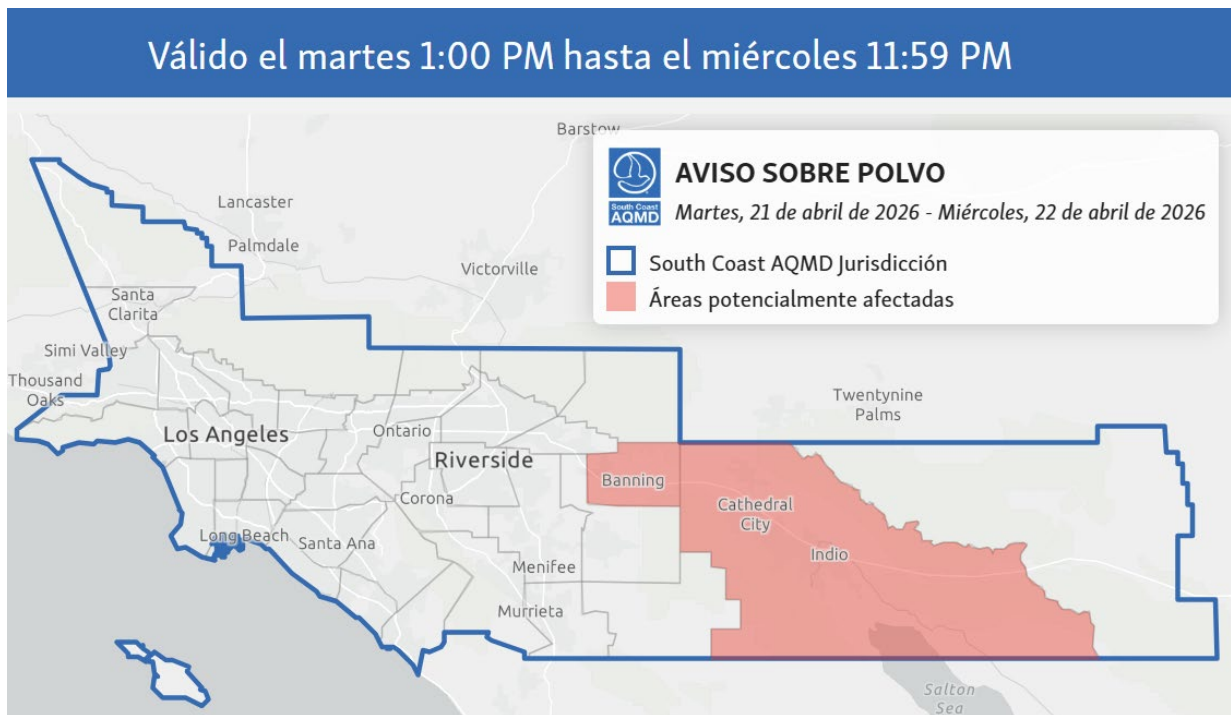 Válido el martes 1:00 PM hasta el miércoles 11:59 PM
Barstow
AVISO SOBRE POLVO
South Coast
AQMD
Martes, 21 de abril de 2026 - Miércoles, 22 de abril de 2026
South Coast AQMD Jurisdicción
Áreas potencialmente afectadas
Lancaster
Palmdale
Victorville
Santa
Clarita
Simi Valley
Thousand
Oaks
Twentynine
Palms
Los Angeles
Ontario
Riverside
Banning
Corona
Cathedral
City
Long Beach
Santa Ana
Indio
Menifee
Murrieta
Salton
Sea